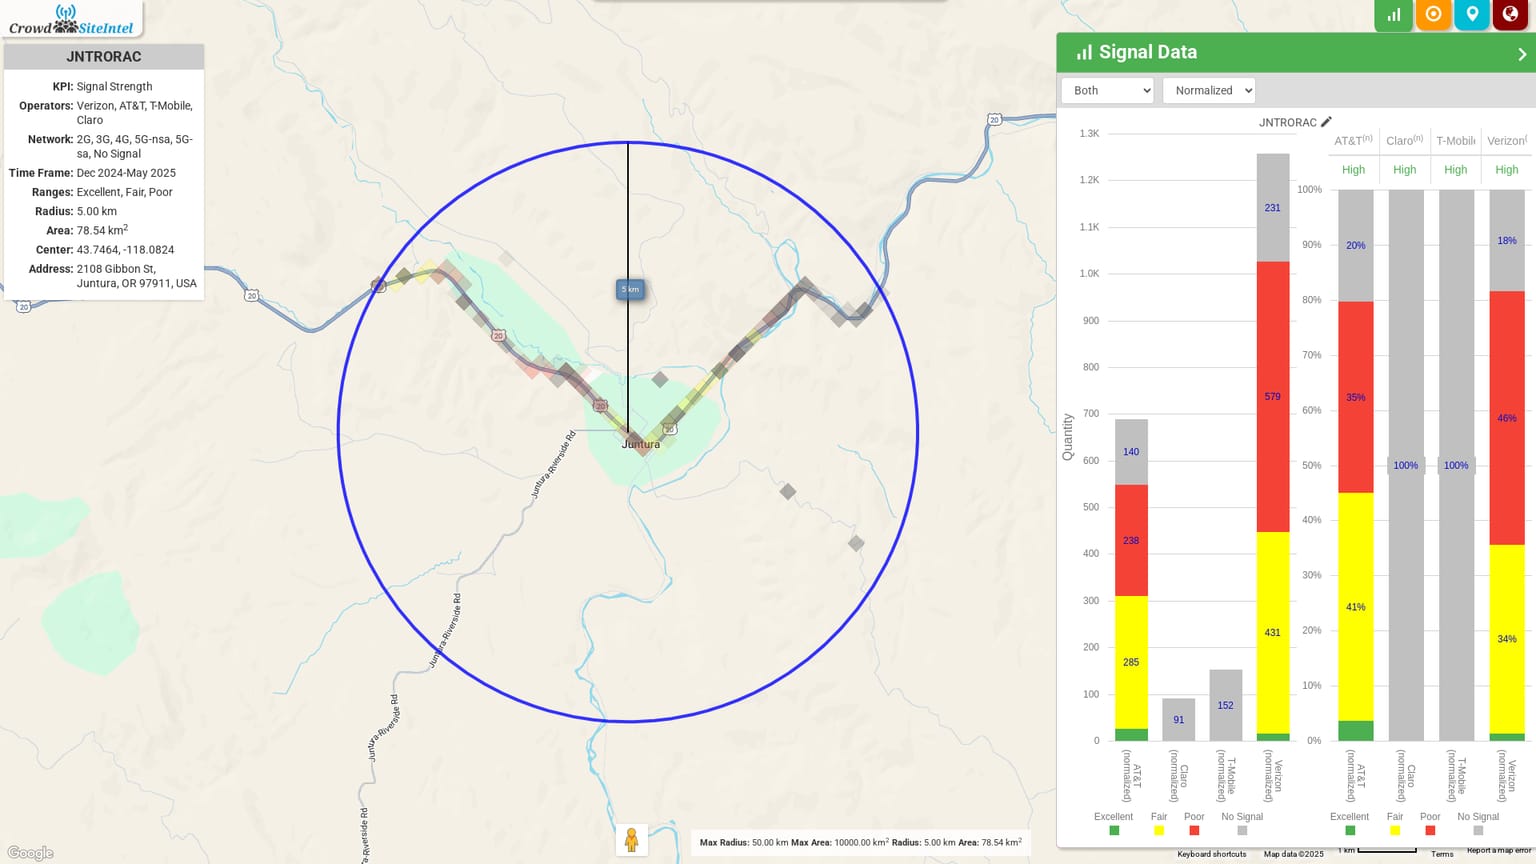 Crowd SiteIntel
JNTRORAC
KPI: Signal Strength
Operators: Verizon, AT&T, T-Mobile,
Claro
Network: 2G, 3G, 4G, 5G-nsa, 5G-
sa, No Signal
Time Frame: Dec 2024-May 2025
Ranges: Excellent, Fair, Poor
Radius: 5.00 km
Area: 78.54 km2
Center: 43.7464, -118.0824
Address: 2108 Gibbon St,
Juntura, OR 97911, USA
20
20
20
20
20
20
5 km
Juntura
Juntura-Riverside Rd
Juntura-Riverside Rd
Juntura-Riverside Rd
a-Riverside Rd
Google
Max Radius: 50.00 km Max Area: 10000.00 km2 Radius: 5.00 km Area: 78.54 km2
Keyboard shortcuts
Map data ©2025
1 km
Terms
Report a map error
Signal Data
Both
Normalized
JNTRORAC
Quantity
1.3K
1.2K
1.1K
1.0K
900
800
700
600
500
400
300
200
100
0
140
238
285
91
152
231
579
431
AT&T (normalized)
Claro (normalized)
T-Mobile (normalized)
Verizon (normalized)
Excellent Fair Poor No Signal
AT&T(n) Claro(n) T-Mobile Verizon(
High High High High
100%
90%
80%
70%
60%
50%
40%
30%
20%
10%
0%
20%
35%
41%
100%
100%
18%
46%
34%
AT&T (normalized)
Claro (normalized)
T-Mobile (normalized)
Verizon (normalized)
Excellent Fair Poor No Signal